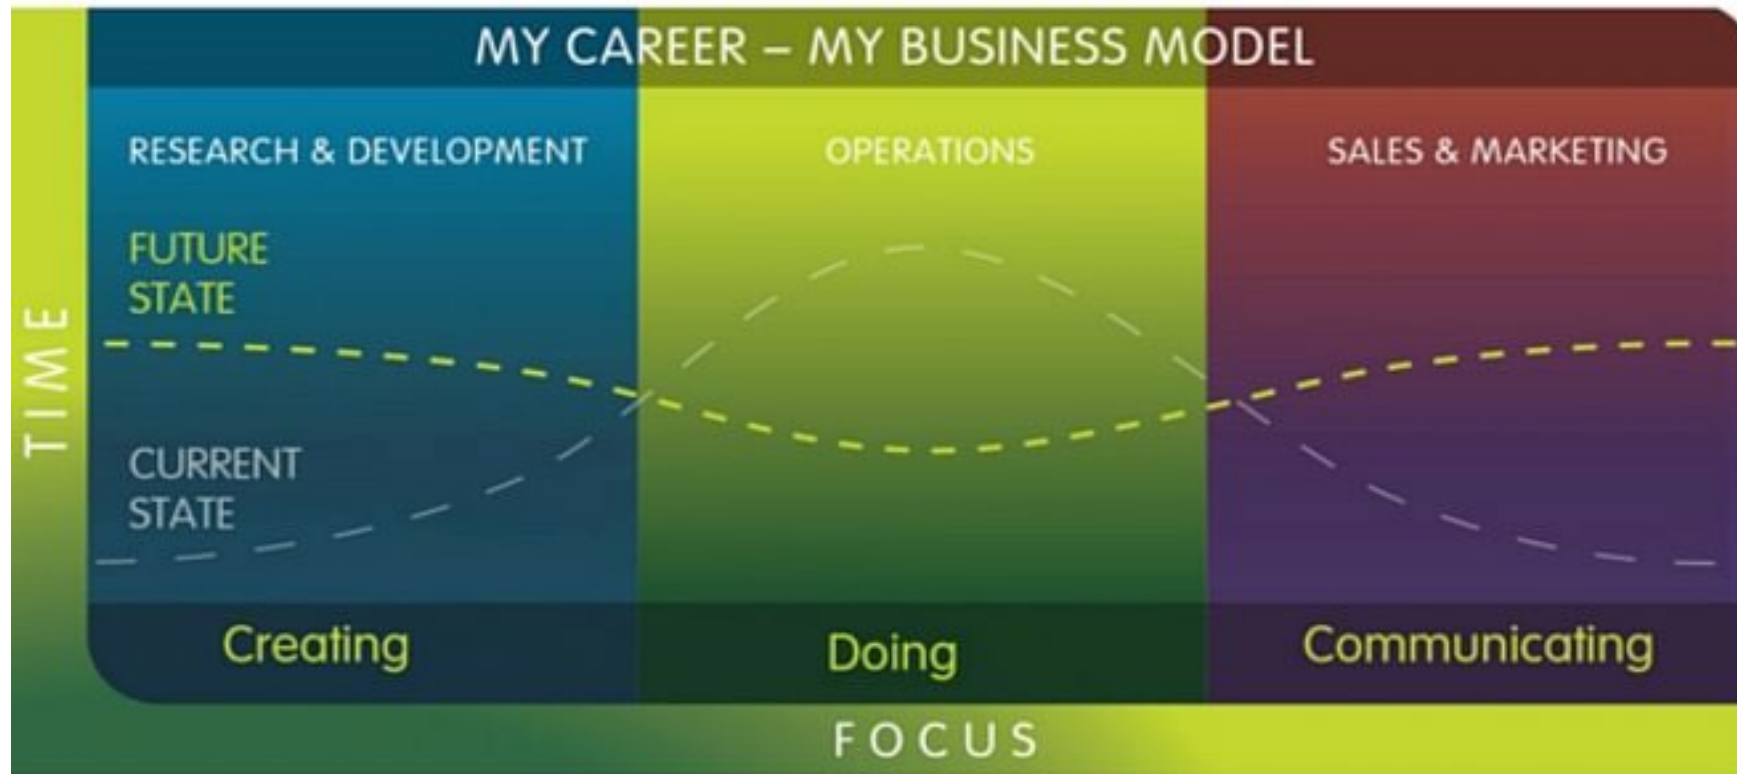 MY CAREER – MY BUSINESS MODEL
RESEARCH & DEVELOPMENT
OPERATIONS
SALES & MARKETING
FUTURE
STATE
TIME
CURRENT
STATE
Creating
Doing
Communicating
FOCUS